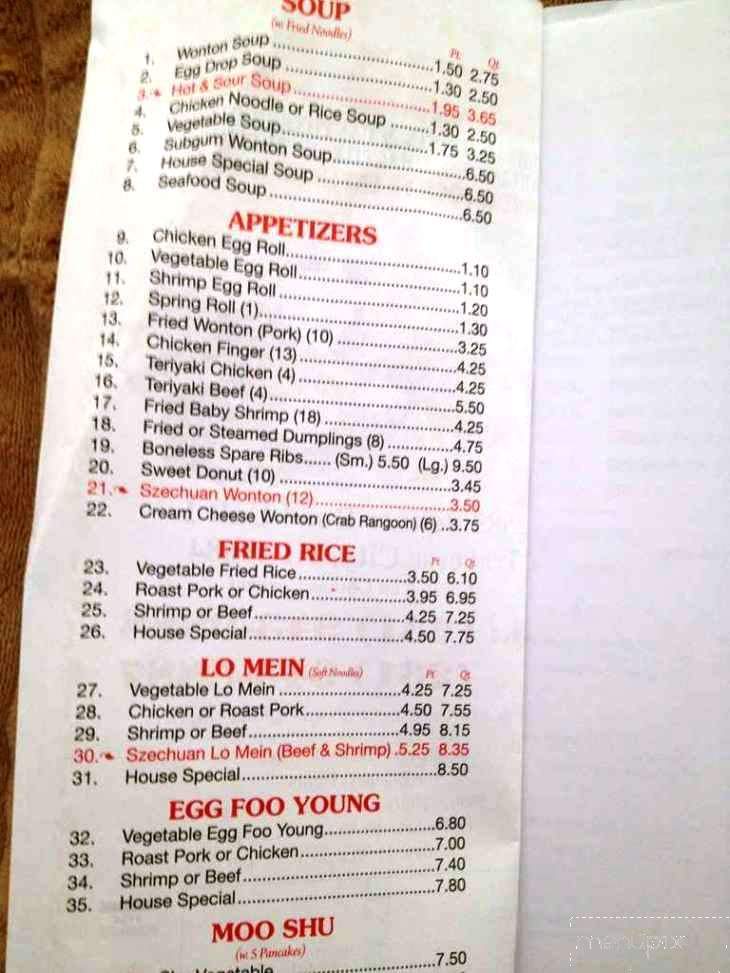 SOUP
(w. Fried Noodles)
Pt. Qt.
1. Wonton Soup ........ 1.50 2.75
2. Egg Drop Soup ........ 1.30 2.50
3. Hot & Sour Soup ........ 1.95 3.65
4. Chicken Noodle or Rice Soup ........ 1.30 2.50
5. Vegetable Soup ........ 1.75 3.25
6. Subgum Wonton Soup ........ 6.50
7. House Special Soup ........ 6.50
8. Seafood Soup ........ 6.50
APPETIZERS
9. Chicken Egg Roll ........ 1.10
10. Vegetable Egg Roll ........ 1.10
11. Shrimp Egg Roll ........ 1.20
12. Spring Roll (1) ........ 1.30
13. Fried Wonton (Pork) (10) ........ 3.25
14. Chicken Finger (13) ........ 4.25
15. Teriyaki Chicken (4) ........ 4.25
16. Teriyaki Beef (4) ........ 5.50
17. Fried Baby Shrimp (18) ........ 4.25
18. Fried or Steamed Dumplings (8) ........ 4.75
19. Boneless Spare Ribs...... (Sm.) 5.50 (Lg.) 9.50
20. Sweet Donut (10) ........ 3.45
21. Szechuan Wonton (12) ........ 3.50
22. Cream Cheese Wonton (Crab Rangoon) (6) ..3.75
FRIED RICE
Pt Qt
23. Vegetable Fried Rice ........ 3.50 6.10
24. Roast Pork or Chicken ........ 3.95 6.95
25. Shrimp or Beef ........ 4.25 7.25
26. House Special ........ 4.50 7.75
LO MEIN (Soft Noodles)
Pt Qt
27. Vegetable Lo Mein ........ 4.25 7.25
28. Chicken or Roast Pork ........ 4.50 7.55
29. Shrimp or Beef ........ 4.95 8.15
30. Szechuan Lo Mein (Beef & Shrimp) .5.25 8.35
31. House Special ........ 8.50
EGG FOO YOUNG
32. Vegetable Egg Foo Young ........ 6.80
33. Roast Pork or Chicken ........ 7.00
34. Shrimp or Beef ........ 7.40
35. House Special ........ 7.80
MOO SHU
(w. 5 Pancakes)
Vegetable ........ 7.50
menupix